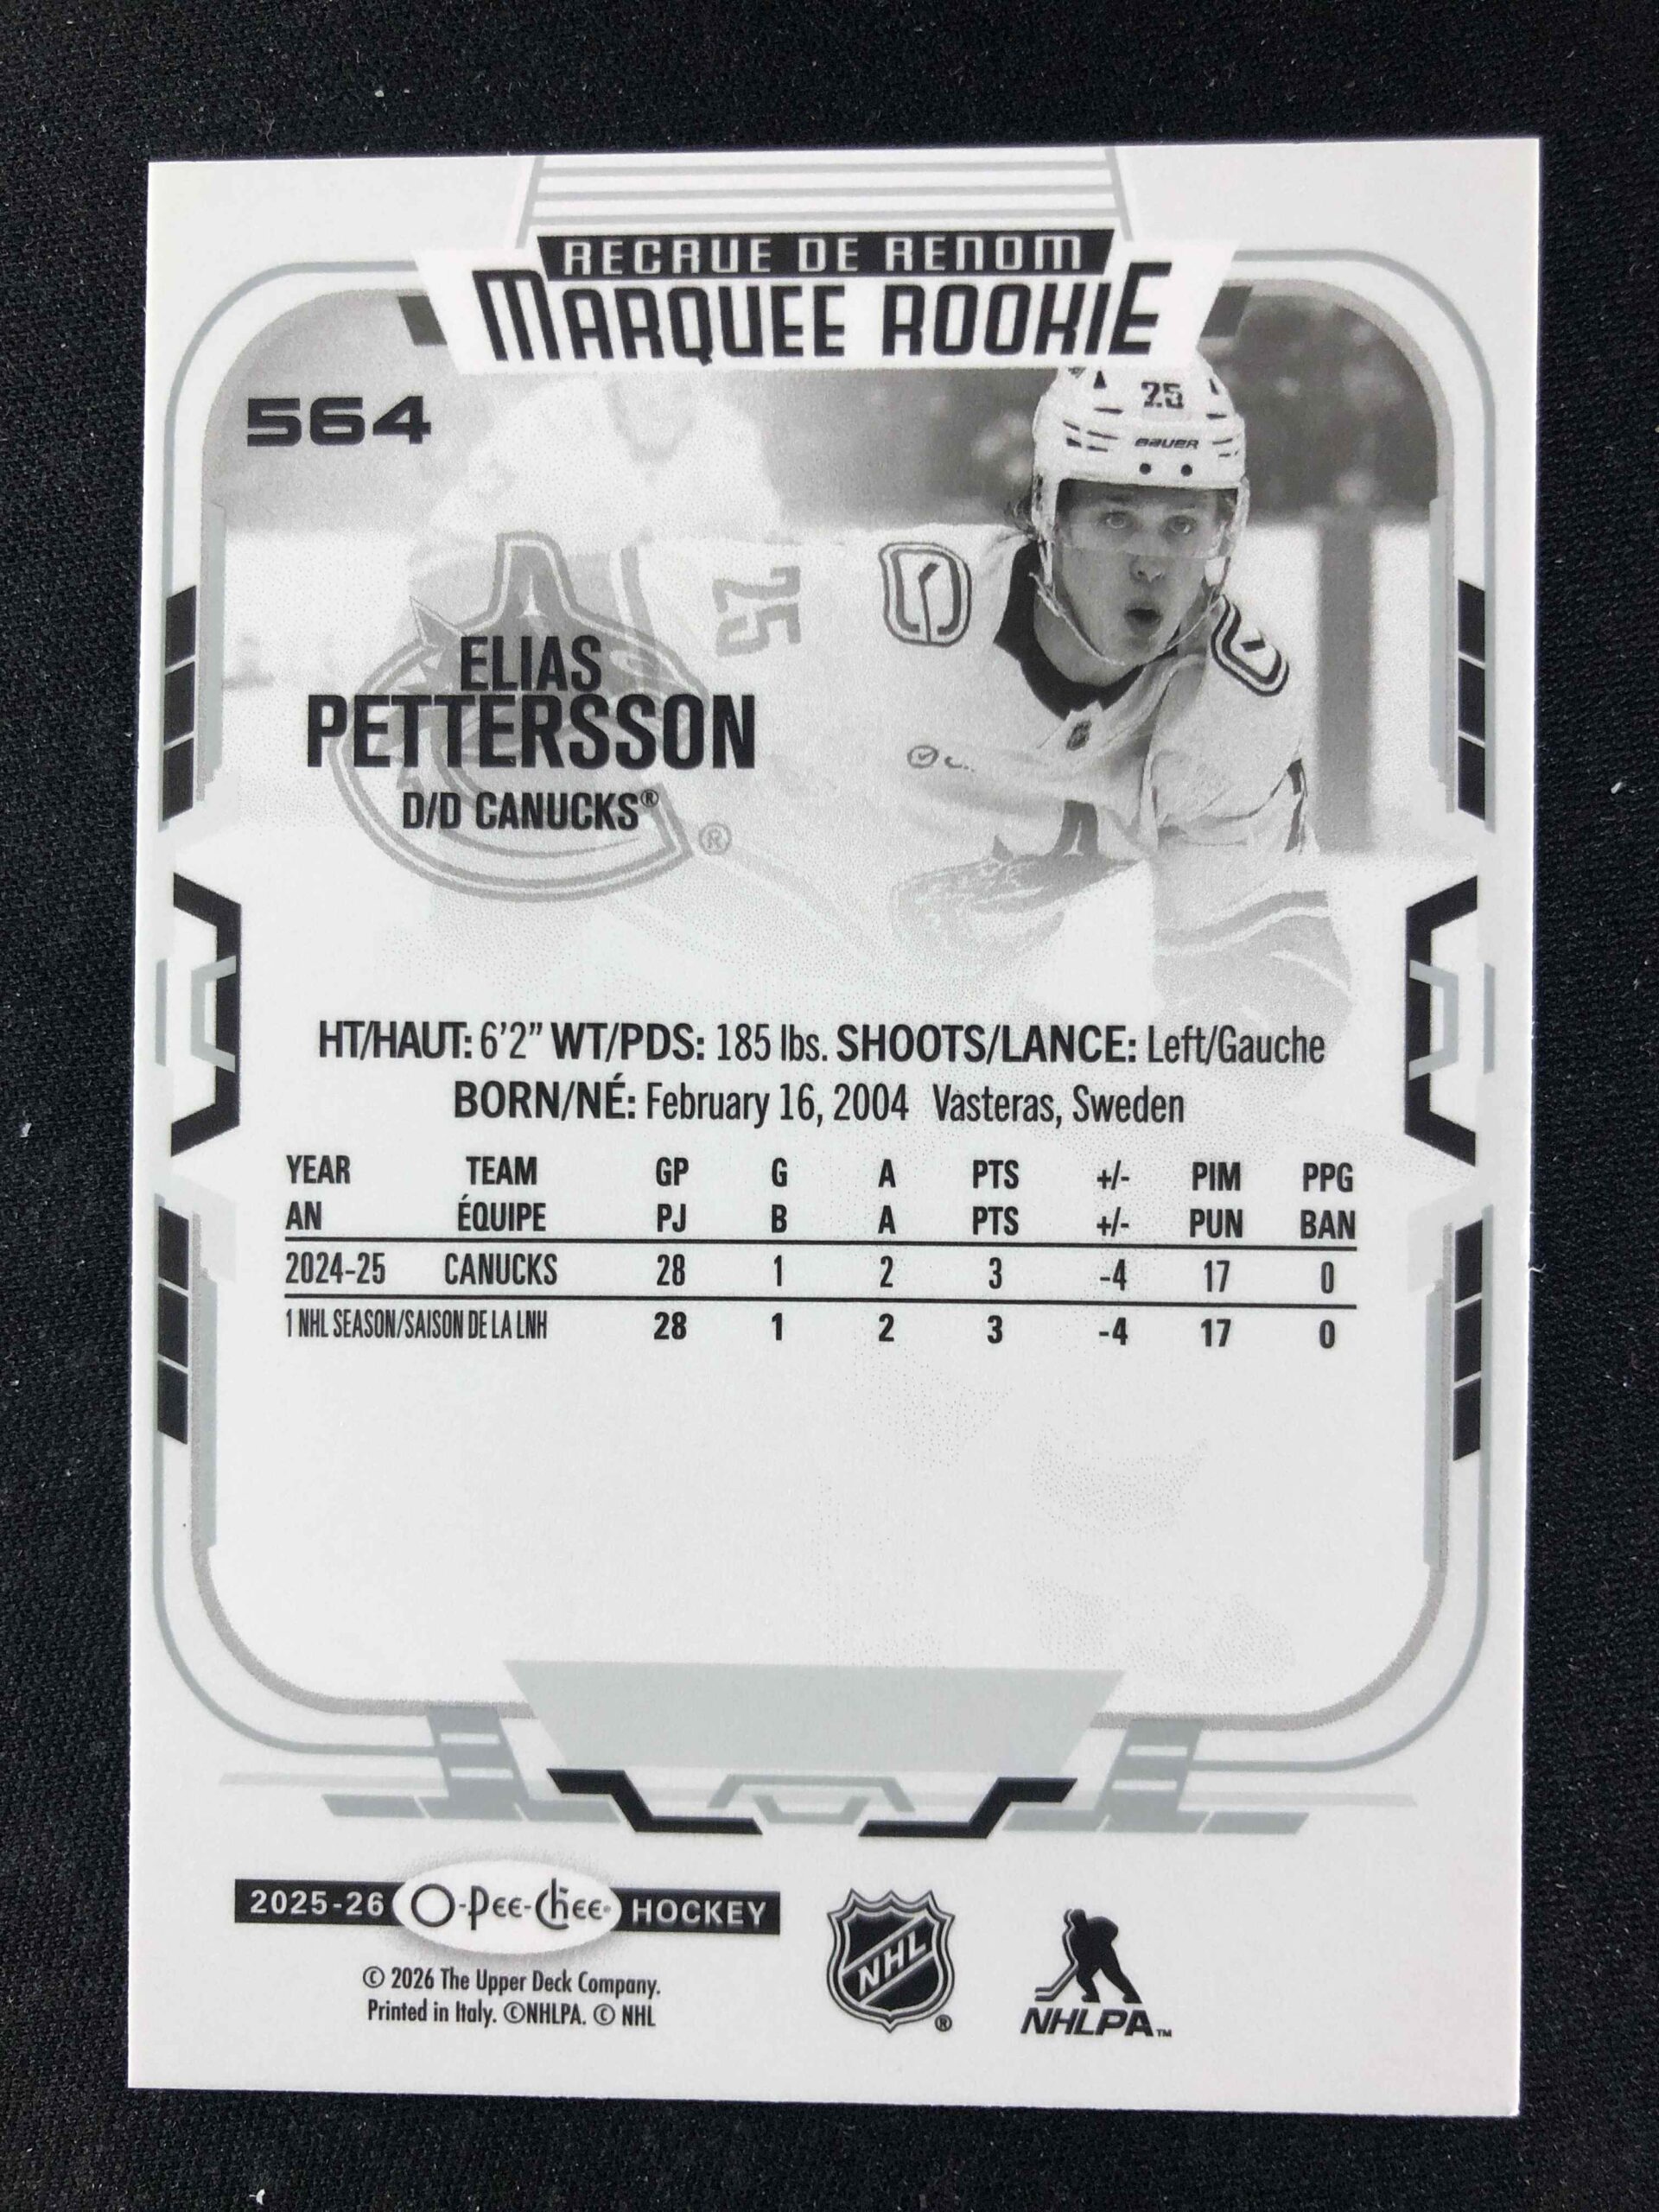 RECRUE DE RENOM
MARQUEE ROOKIE
564
25
BAUER
25
ELIAS
PETTERSSON
D/D CANUCKS®
®
HT/HAUT: 6'2" WT/PDS: 185 lbs. SHOOTS/LANCE: Left/Gauche
BORN/NÉ: February 16, 2004 Vasteras, Sweden
YEAR TEAM GP G A PTS +/- PIM PPG
AN ÉQUIPE PJ B A PTS +/- PUN BAN
2024-25 CANUCKS 28 1 2 3 -4 17 0
1 NHL SEASON/SAISON DE LA LNH 28 1 2 3 -4 17 0
2025-26 O-Pee-Chee® HOCKEY
© 2026 The Upper Deck Company.
Printed in Italy. ©NHLPA. © NHL
NHL ®
NHLPA™